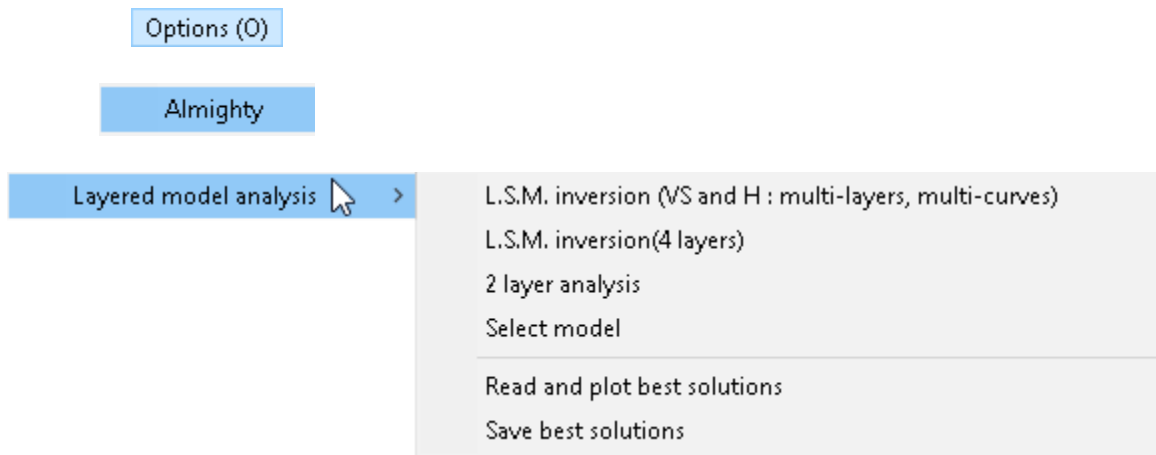 Options (O)
Almighty
Layered model analysis >
L.S.M. inversion (VS and H : multi-layers, multi-curves)
L.S.M. inversion(4 layers)
2 layer analysis
Select model
Read and plot best solutions
Save best solutions